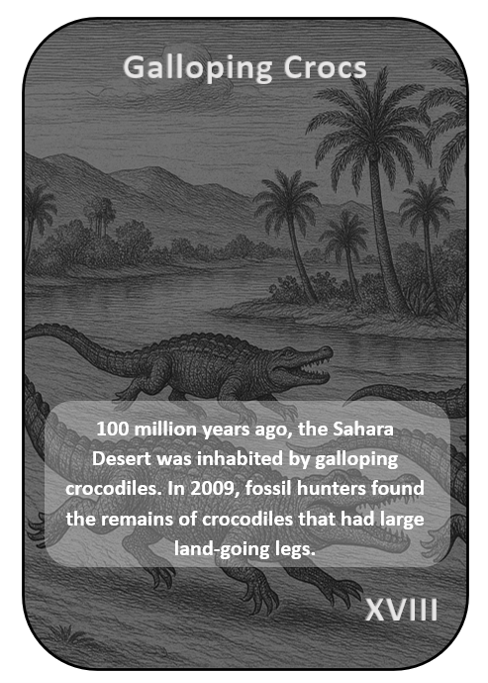 Galloping Crocs
100 million years ago, the Sahara
Desert was inhabited by galloping
crocodiles. In 2009, fossil hunters found
the remains of crocodiles that had large
land-going legs.
XVIII